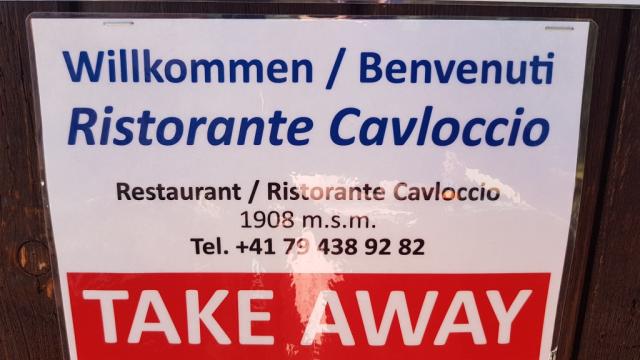 Willkommen / Benvenuti
Ristorante Cavloccio
Restaurant / Ristorante Cavloccio
1908 m.s.m.
Tel. +41 79 438 92 82
TAKE AWAY